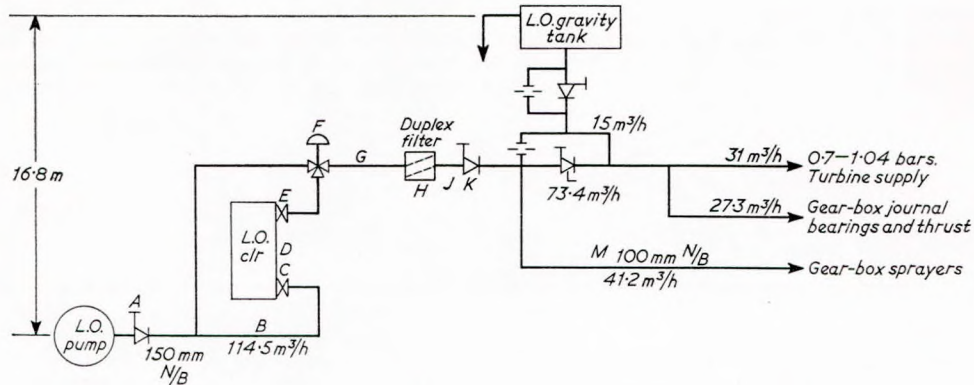 L.O. gravity
tank
16·8 m
F
Duplex
filter
G
H
J
K
15 m³/h
73·4 m³/h
31 m³/h
0·7–1·04 bars.
Turbine supply
27·3 m³/h
Gear-box journal
bearings and thrust
E
L.O.
clr
D
C
M 100 mm N/B
41·2 m³/h
Gear-box sprayers
A
L.O.
pump
B
150 mm
N/B
114·5 m³/h